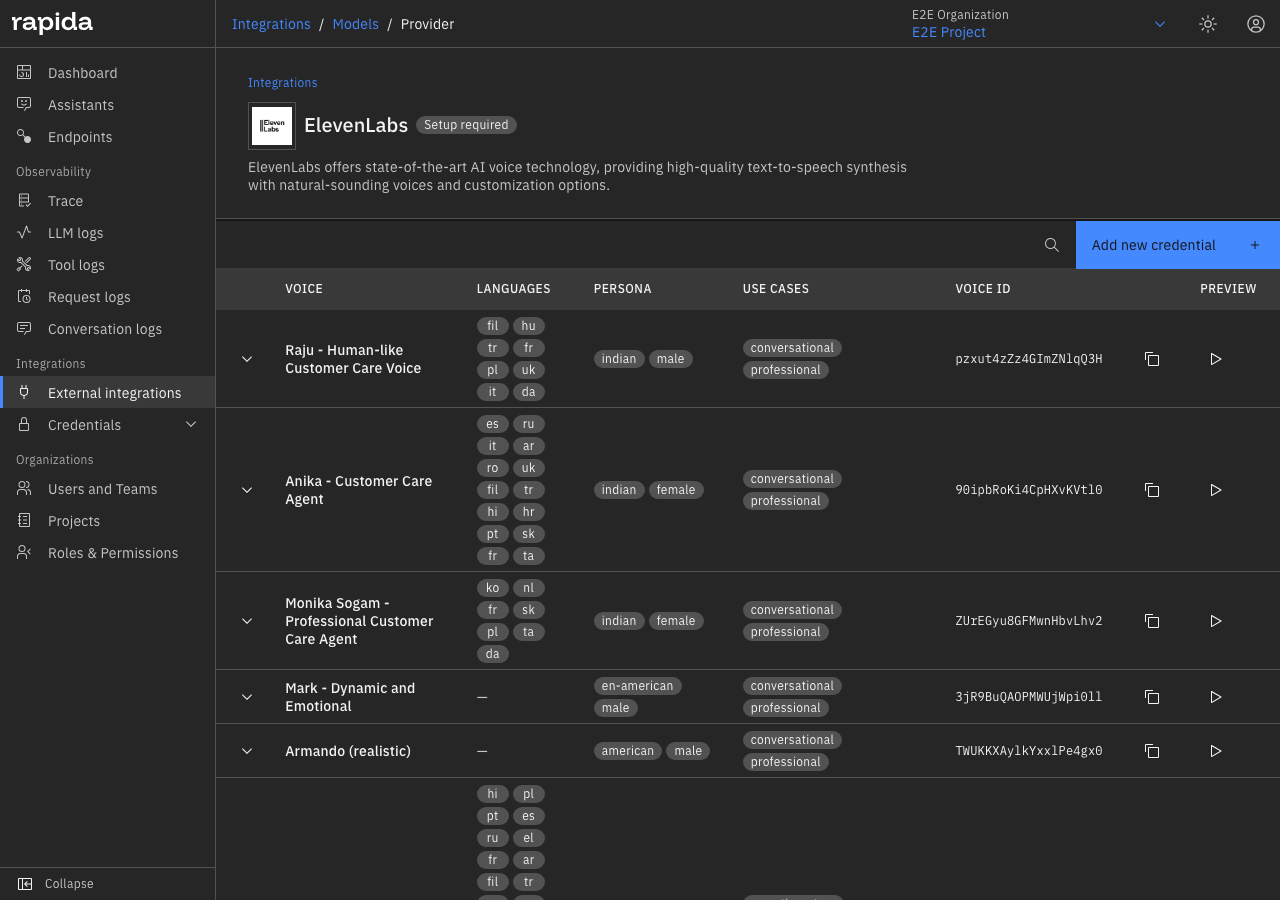 rapida
Integrations / Models / Provider
E2E Organization
E2E Project
Dashboard
Assistants
Endpoints
Observability
Trace
LLM logs
Tool logs
Request logs
Conversation logs
Integrations
External integrations
Credentials
Organizations
Users and Teams
Projects
Roles & Permissions
Collapse
Integrations
Eleven
Labs
ElevenLabs Setup required
ElevenLabs offers state-of-the-art AI voice technology, providing high-quality text-to-speech synthesis
with natural-sounding voices and customization options.
Add new credential +
VOICE LANGUAGES PERSONA USE CASES VOICE ID PREVIEW
Raju - Human-like
Customer Care Voice
fil hu
tr fr
pl uk
it da
indian male
conversational
professional
pzxut4zZz4GImZNlqQ3H
Anika - Customer Care
Agent
es ru
it ar
ro uk
fil tr
hi hr
pt sk
fr ta
indian female
conversational
professional
90ipbRoKi4CpHXvKVtl0
Monika Sogam -
Professional Customer
Care Agent
ko nl
fr sk
pl ta
da
indian female
conversational
professional
ZUrEGyu8GFMwnHbvLhv2
Mark - Dynamic and
Emotional
—
en-american
male
conversational
professional
3jR9BuQAOPMWUjWpi0ll
Armando (realistic)
—
american male
conversational
professional
TWUKKXAylkYxxlPe4gx0
hi pl
pt es
ru el
fr ar
fil tr